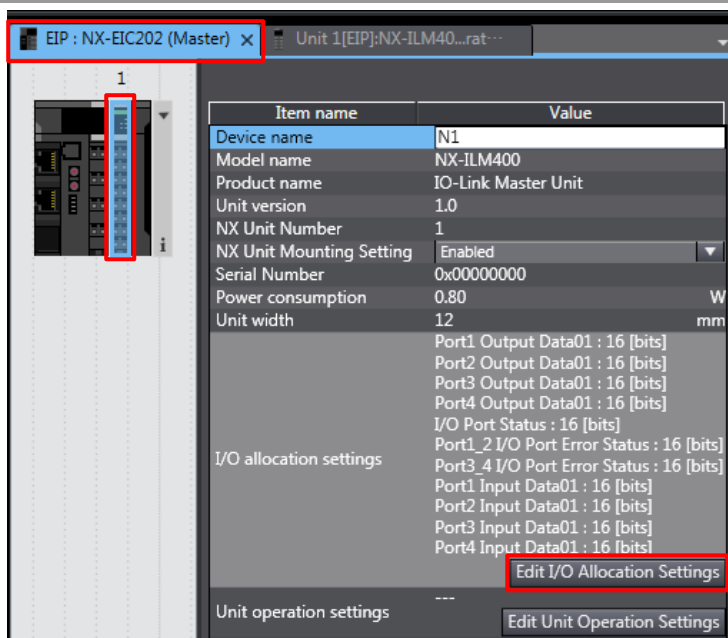 EIP : NX-EIC202 (Master) ×
Unit 1[EIP]:NX-ILM40...rat...
1
i
Item name Value
Device name N1
Model name NX-ILM400
Product name IO-Link Master Unit
Unit version 1.0
NX Unit Number 1
NX Unit Mounting Setting Enabled
Serial Number 0x00000000
Power consumption 0.80 W
Unit width 12 mm
I/O allocation settings
Port1 Output Data01 : 16 [bits]
Port2 Output Data01 : 16 [bits]
Port3 Output Data01 : 16 [bits]
Port4 Output Data01 : 16 [bits]
I/O Port Status : 16 [bits]
Port1_2 I/O Port Error Status : 16 [bits]
Port3_4 I/O Port Error Status : 16 [bits]
Port1 Input Data01 : 16 [bits]
Port2 Input Data01 : 16 [bits]
Port3 Input Data01 : 16 [bits]
Port4 Input Data01 : 16 [bits]
Edit I/O Allocation Settings
Unit operation settings ---
Edit Unit Operation Settings